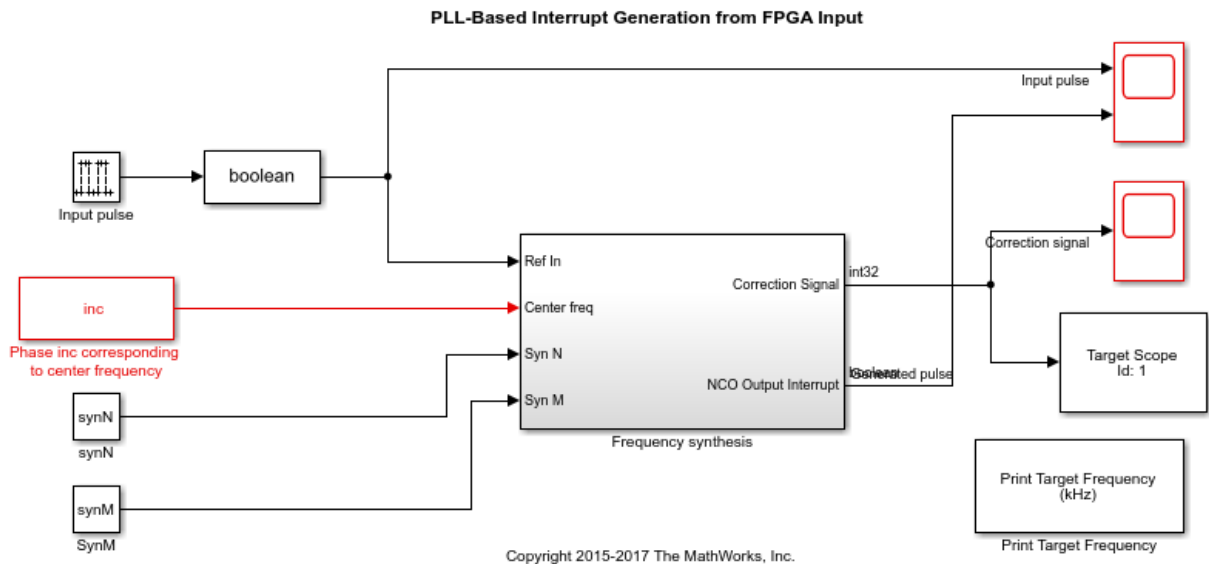 PLL-Based Interrupt Generation from FPGA Input
Input pulse
boolean
Input pulse
Ref In
Correction Signal
int32
Correction signal
inc
Center freq
Phase inc corresponding
to center frequency
Syn N
Target Scope
Id: 1
Syn M
NCO Output Interrupt
boolean
Generated pulse
synN
synN
Frequency synthesis
Print Target Frequency
(kHz)
synM
SynM
Print Target Frequency
Copyright 2015-2017 The MathWorks, Inc.